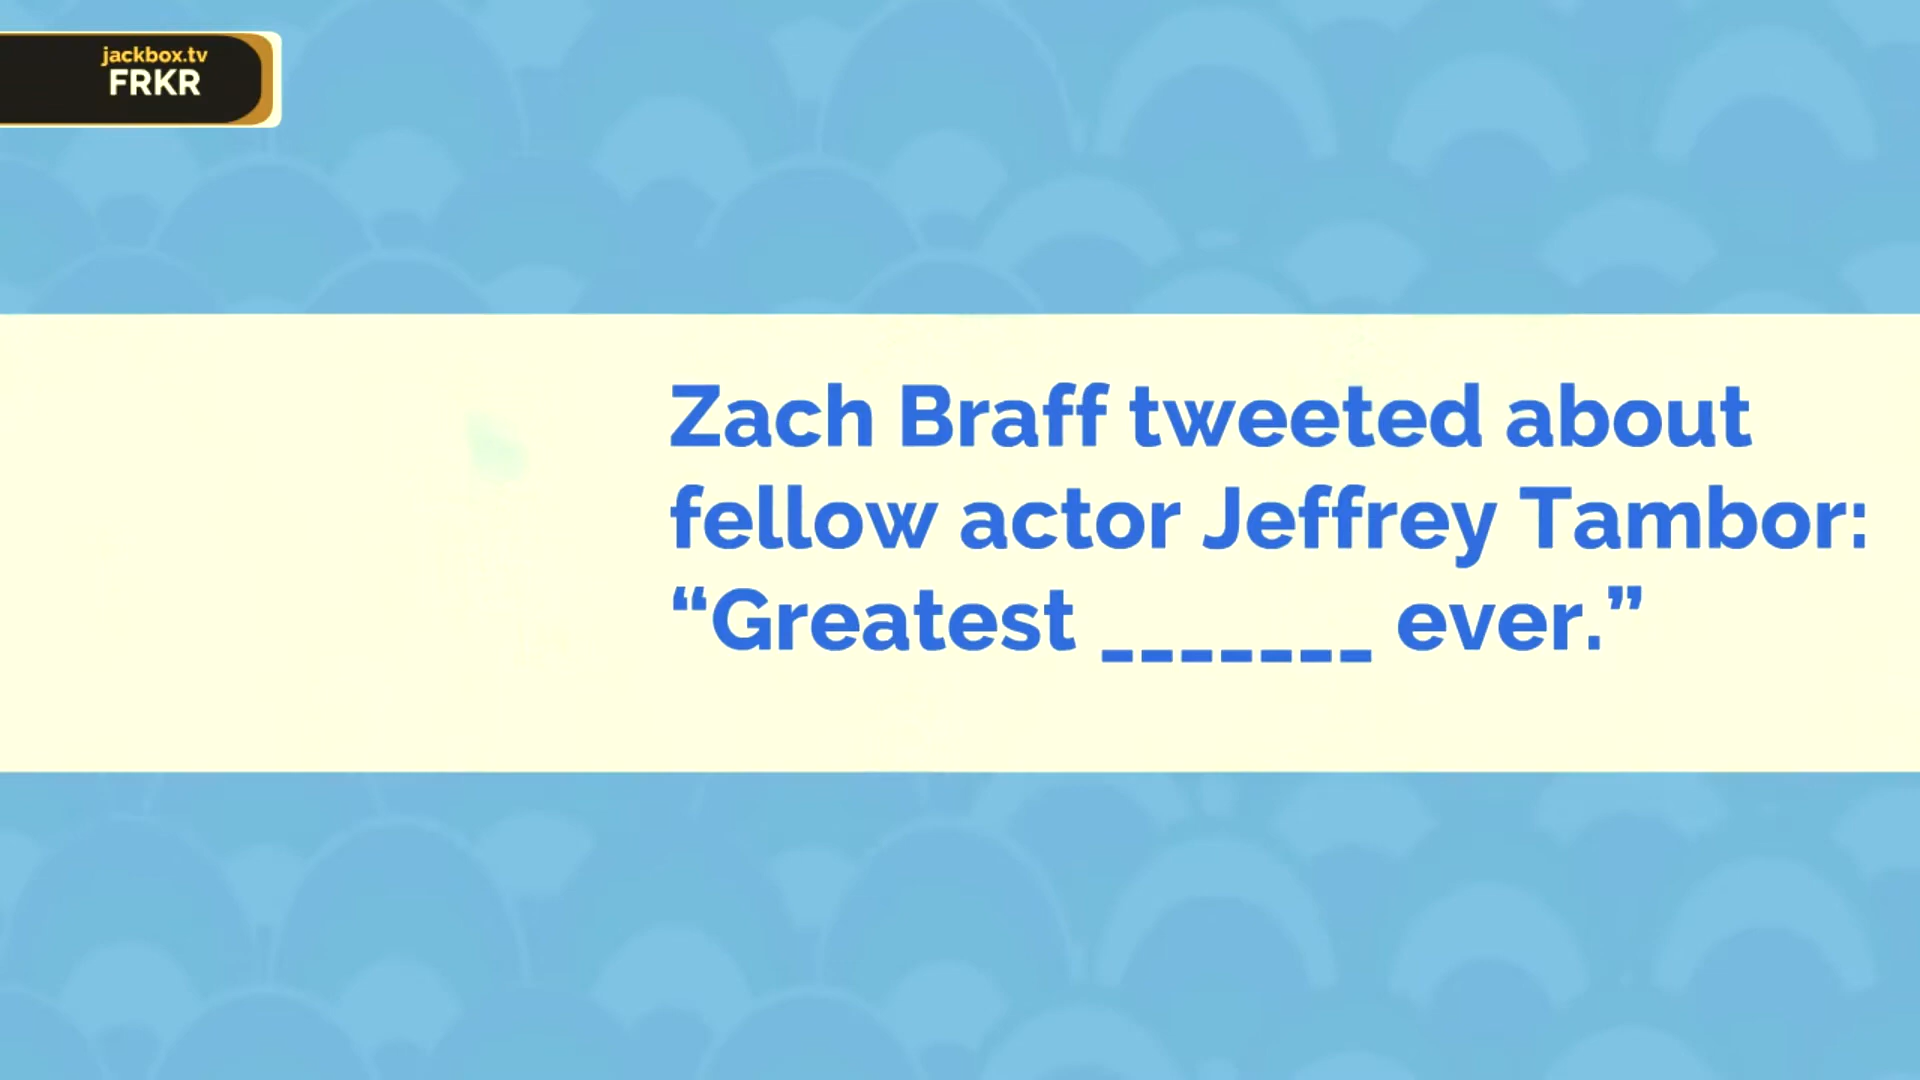 jackbox.tv
FRKR
Zach Braff tweeted about
fellow actor Jeffrey Tambor:
“Greatest _______ ever.”